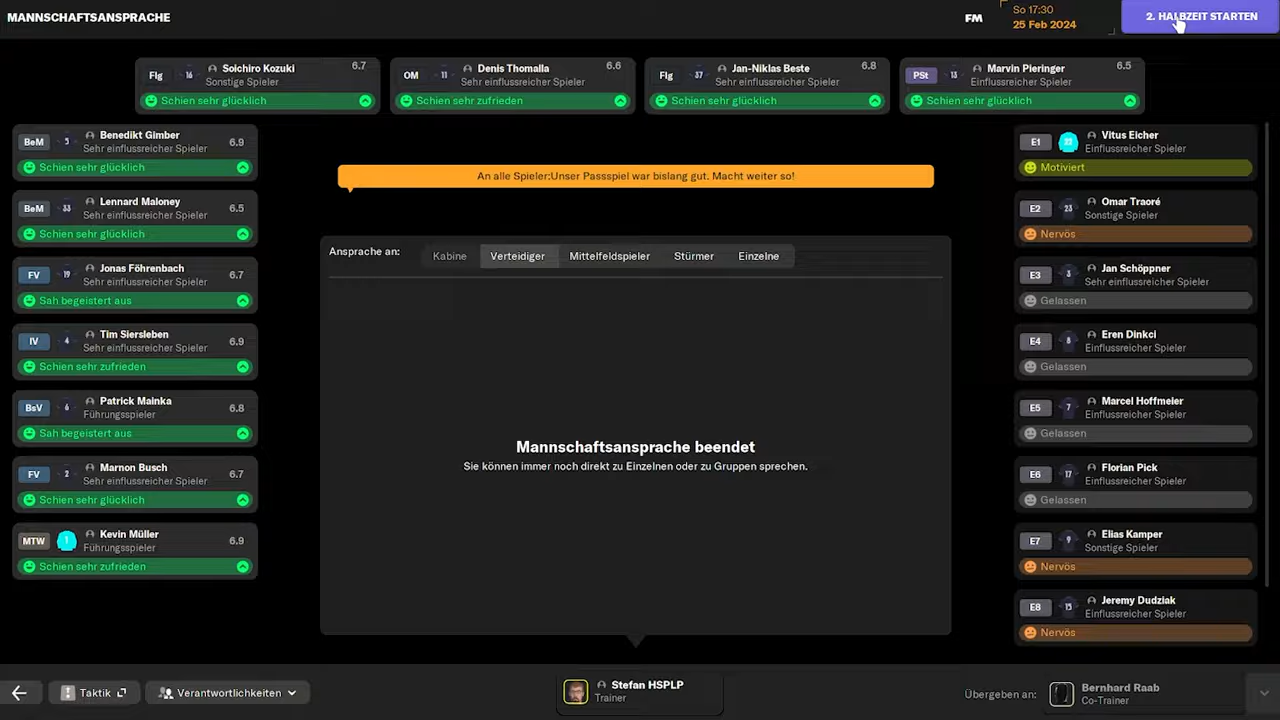 MANNSCHAFTSANSPRACHE
FM
So 17:30
25 Feb 2024
2. HALBZEIT STARTEN
Flg 16 Soichiro Kozuki 6.7
Sonstige Spieler
Schien sehr glücklich
OM 11 Denis Thomalla 6.6
Sehr einflussreicher Spieler
Schien sehr zufrieden
Flg 37 Jan-Niklas Beste 6.8
Sehr einflussreicher Spieler
Schien sehr glücklich
PSt 18 Marvin Pieringer 6.5
Einflussreicher Spieler
Schien sehr glücklich
BeM 5 Benedikt Gimber 6.9
Sehr einflussreicher Spieler
Schien sehr glücklich
BeM 33 Lennard Maloney 6.5
Sehr einflussreicher Spieler
Schien sehr glücklich
FV 19 Jonas Föhrenbach 6.7
Sehr einflussreicher Spieler
Sah begeistert aus
IV 4 Tim Siersleben 6.9
Sehr einflussreicher Spieler
Schien sehr zufrieden
BsV 6 Patrick Mainka 6.8
Führungsspieler
Sah begeistert aus
FV 2 Marnon Busch 6.7
Sehr einflussreicher Spieler
Schien sehr glücklich
MTW 1 Kevin Müller 6.9
Führungsspieler
Schien sehr zufrieden
An alle Spieler:Unser Passspiel war bislang gut. Macht weiter so!
Ansprache an: Kabine Verteidiger Mittelfeldspieler Stürmer Einzelne
Mannschaftsansprache beendet
Sie können immer noch direkt zu Einzelnen oder zu Gruppen sprechen.
E1 22 Vitus Eicher
Einflussreicher Spieler
Motiviert
E2 23 Omar Traoré
Sonstige Spieler
Nervös
E3 3 Jan Schöppner
Sehr einflussreicher Spieler
Gelassen
E4 8 Eren Dinkci
Einflussreicher Spieler
Gelassen
E5 7 Marcel Hoffmeier
Einflussreicher Spieler
Gelassen
E6 17 Florian Pick
Einflussreicher Spieler
Gelassen
E7 9 Elias Kamper
Sonstige Spieler
Nervös
E8 15 Jeremy Dudziak
Einflussreicher Spieler
Nervös
Taktik
Verantwortlichkeiten
Stefan HSPLP
Trainer
Übergeben an:
Bernhard Raab
Co-Trainer